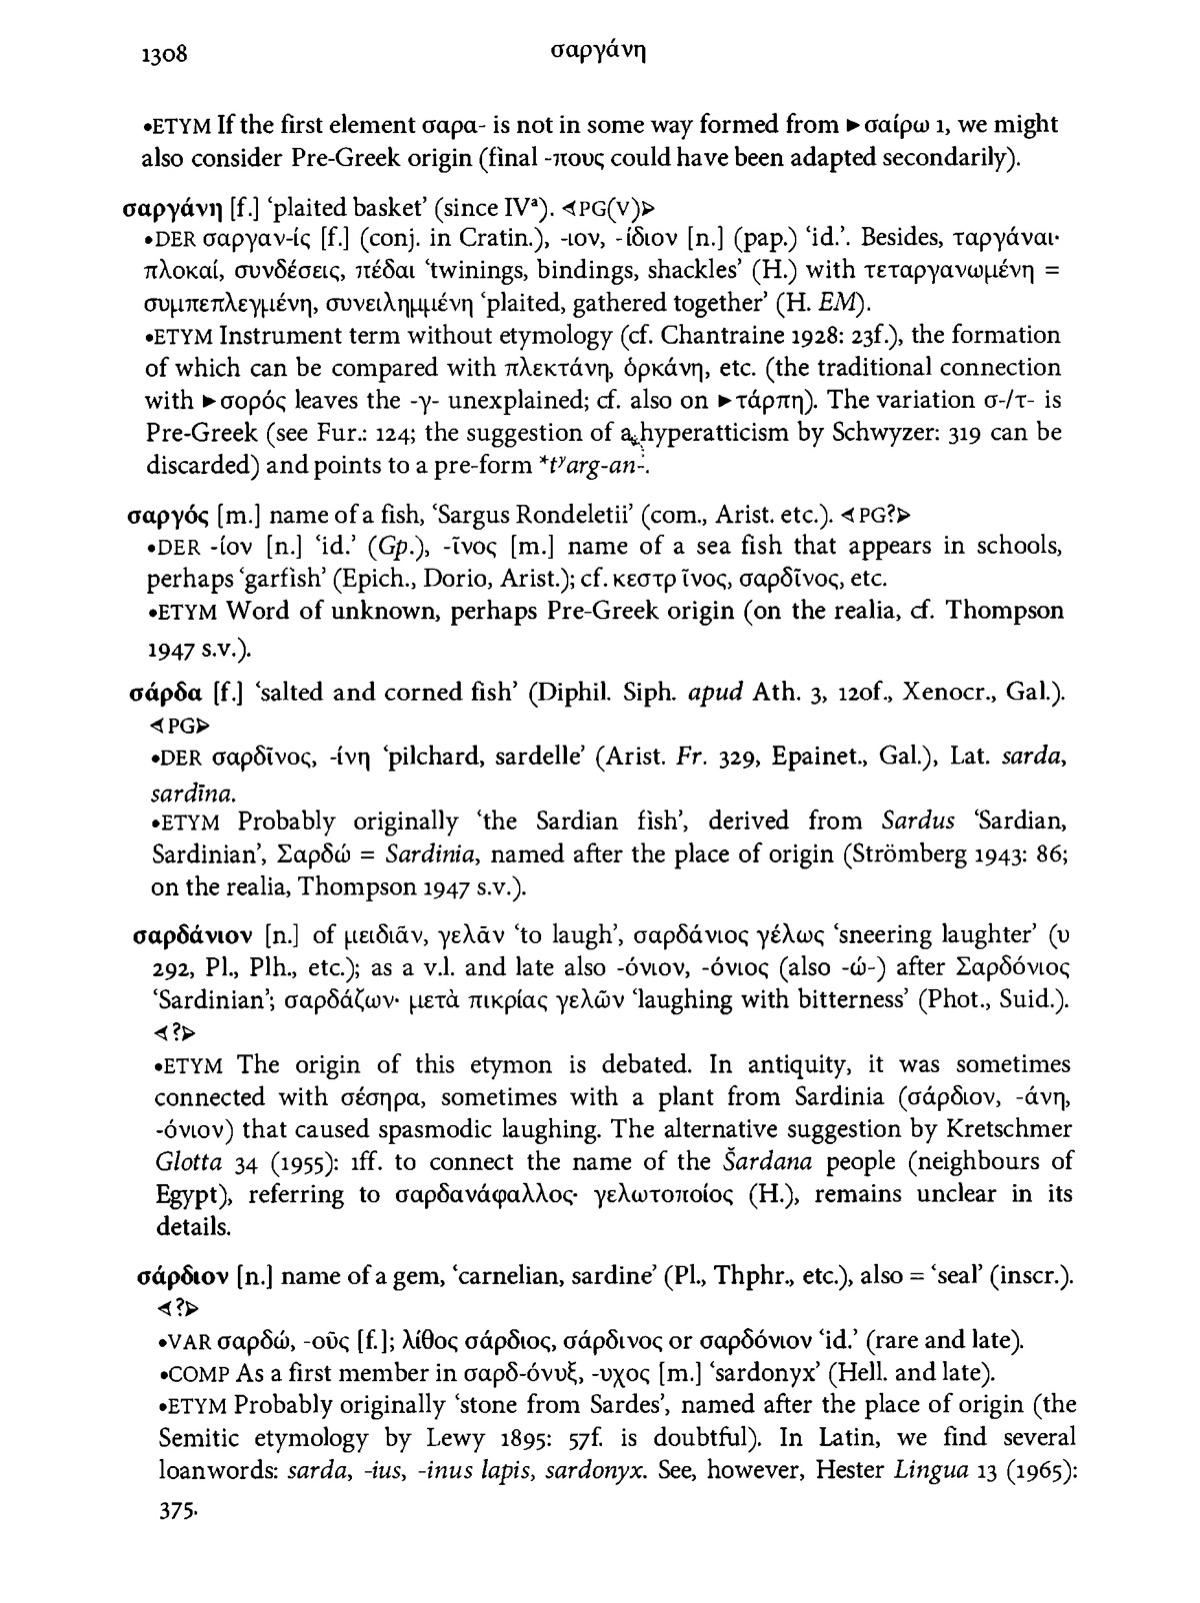 1308
σαργάνη
•ETYM If the first element σαρα- is not in some way formed from ►σαίρω 1, we might
also consider Pre-Greek origin (final -πους could have been adapted secondarily).
σαργάνη [f.] ‘plaited basket’ (since IVᵃ). ⊲PG(V)⊳
•DER σαργαν-ίς [f.] (conj. in Cratin.), -ιον, -ίδιον [n.] (pap.) ‘id.’. Besides, ταργάναι·
πλοκαί, συνδέσεις, πέδαι ‘twinings, bindings, shackles’ (H.) with τεταργανωμένη =
συμπεπλεγμένη, συνειλημμένη ‘plaited, gathered together’ (H. EM).
•ETYM Instrument term without etymology (cf. Chantraine 1928: 23f.), the formation
of which can be compared with πλεκτάνη, ὁρκάνη, etc. (the traditional connection
with ►σορός leaves the -γ- unexplained; cf. also on ►τάρπη). The variation σ-/τ- is
Pre-Greek (see Fur.: 124; the suggestion of a hyperatticism by Schwyzer: 319 can be
discarded) and points to a pre-form *tʸarg-an-.
σαργός [m.] name of a fish, ‘Sargus Rondeletii’ (com., Arist. etc.). ⊲PG?⊳
•DER -ίον [n.] ‘id.’ (Gp.), -ῖνος [m.] name of a sea fish that appears in schools,
perhaps ‘garfish’ (Epich., Dorio, Arist.); cf. κεστρῖνος, σαρδῖνος, etc.
•ETYM Word of unknown, perhaps Pre-Greek origin (on the realia, cf. Thompson
1947 s.v.).
σάρδα [f.] ‘salted and corned fish’ (Diphil. Siph. apud Ath. 3, 120f., Xenocr., Gal.).
⊲PG⊳
•DER σαρδῖνος, -ίνη ‘pilchard, sardelle’ (Arist. Fr. 329, Epainet., Gal.), Lat. sarda,
sardīna.
•ETYM Probably originally ‘the Sardian fish’, derived from Sardus ‘Sardian,
Sardinian’, Σαρδώ = Sardinia, named after the place of origin (Strömberg 1943: 86;
on the realia, Thompson 1947 s.v.).
σαρδάνιον [n.] of μειδιᾶν, γελᾶν ‘to laugh’, σαρδάνιος γέλως ‘sneering laughter’ (υ
292, Pl., Plb., etc.); as a v.l. and late also -όνιον, -όνιος (also -ώ-) after Σαρδόνιος
‘Sardinian’; σαρδάζων· μετὰ πικρίας γελῶν ‘laughing with bitterness’ (Phot., Suid.).
⊲?⊳
•ETYM The origin of this etymon is debated. In antiquity, it was sometimes
connected with σέσηρα, sometimes with a plant from Sardinia (σάρδιον, -άνη,
-όνιον) that caused spasmodic laughing. The alternative suggestion by Kretschmer
Glotta 34 (1955): 1ff. to connect the name of the Šardana people (neighbours of
Egypt), referring to σαρδανάφαλλος· γελωτοποίος (H.), remains unclear in its
details.
σάρδιον [n.] name of a gem, ‘carnelian, sardine’ (Pl., Thphr., etc.), also = ‘seal’ (inscr.).
⊲?⊳
•VAR σαρδώ, -οῦς [f.]; λίθος σάρδιος, σάρδινος or σαρδόνιον ‘id.’ (rare and late).
•COMP As a first member in σαρδ-όνυξ, -υχος [m.] ‘sardonyx’ (Hell. and late).
•ETYM Probably originally ‘stone from Sardes’, named after the place of origin (the
Semitic etymology by Lewy 1895: 57f. is doubtful). In Latin, we find several
loanwords: sarda, -ius, -inus lapis, sardonyx. See, however, Hester Lingua 13 (1965):
375.